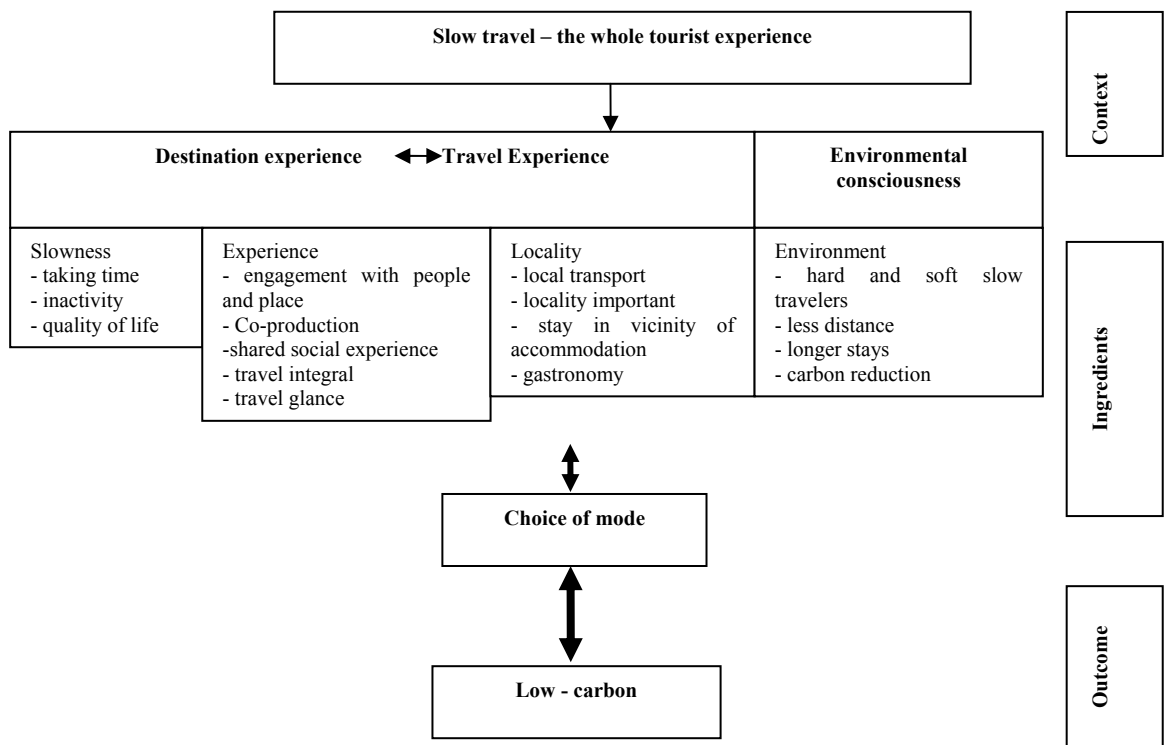 Slow travel – the whole tourist experience
Context
Destination experience
Travel Experience
Environmental
consciousness
Slowness
- taking time
- inactivity
- quality of life
Experience
- engagement with people
and place
- Co-production
-shared social experience
- travel integral
- travel glance
Locality
- local transport
- locality important
- stay in vicinity of
accommodation
- gastronomy
Environment
- hard and soft slow
travelers
- less distance
- longer stays
- carbon reduction
Ingredients
Choice of mode
Low - carbon
Outcome